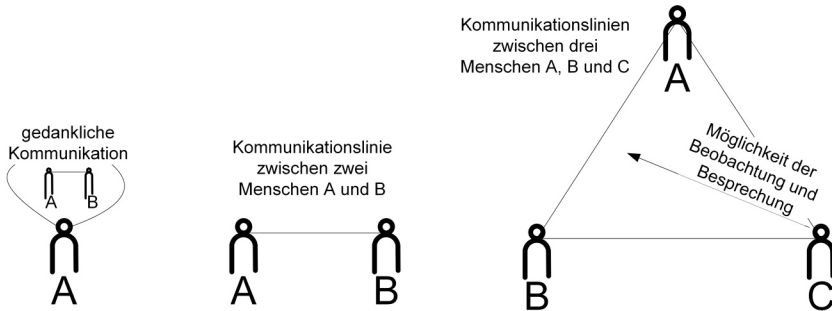 gedankliche
Kommunikation
A B
A
Kommunikationslinie
zwischen zwei
Menschen A und B
A B
Kommunikationslinien
zwischen drei
Menschen A, B und C
A
Möglichkeit der
Beobachtung und
Besprechung
B C